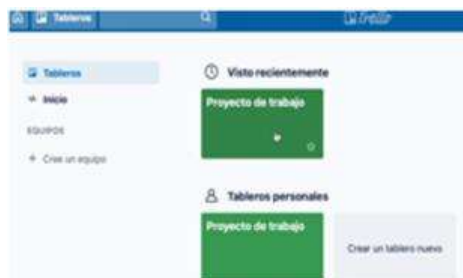 Tableros
Trello
Tableros
Inicio
EQUIPOS
+ Cree un equipo
Visto recientemente
Proyecto de trabajo
Tableros personales
Proyecto de trabajo
Crear un tablero nuevo